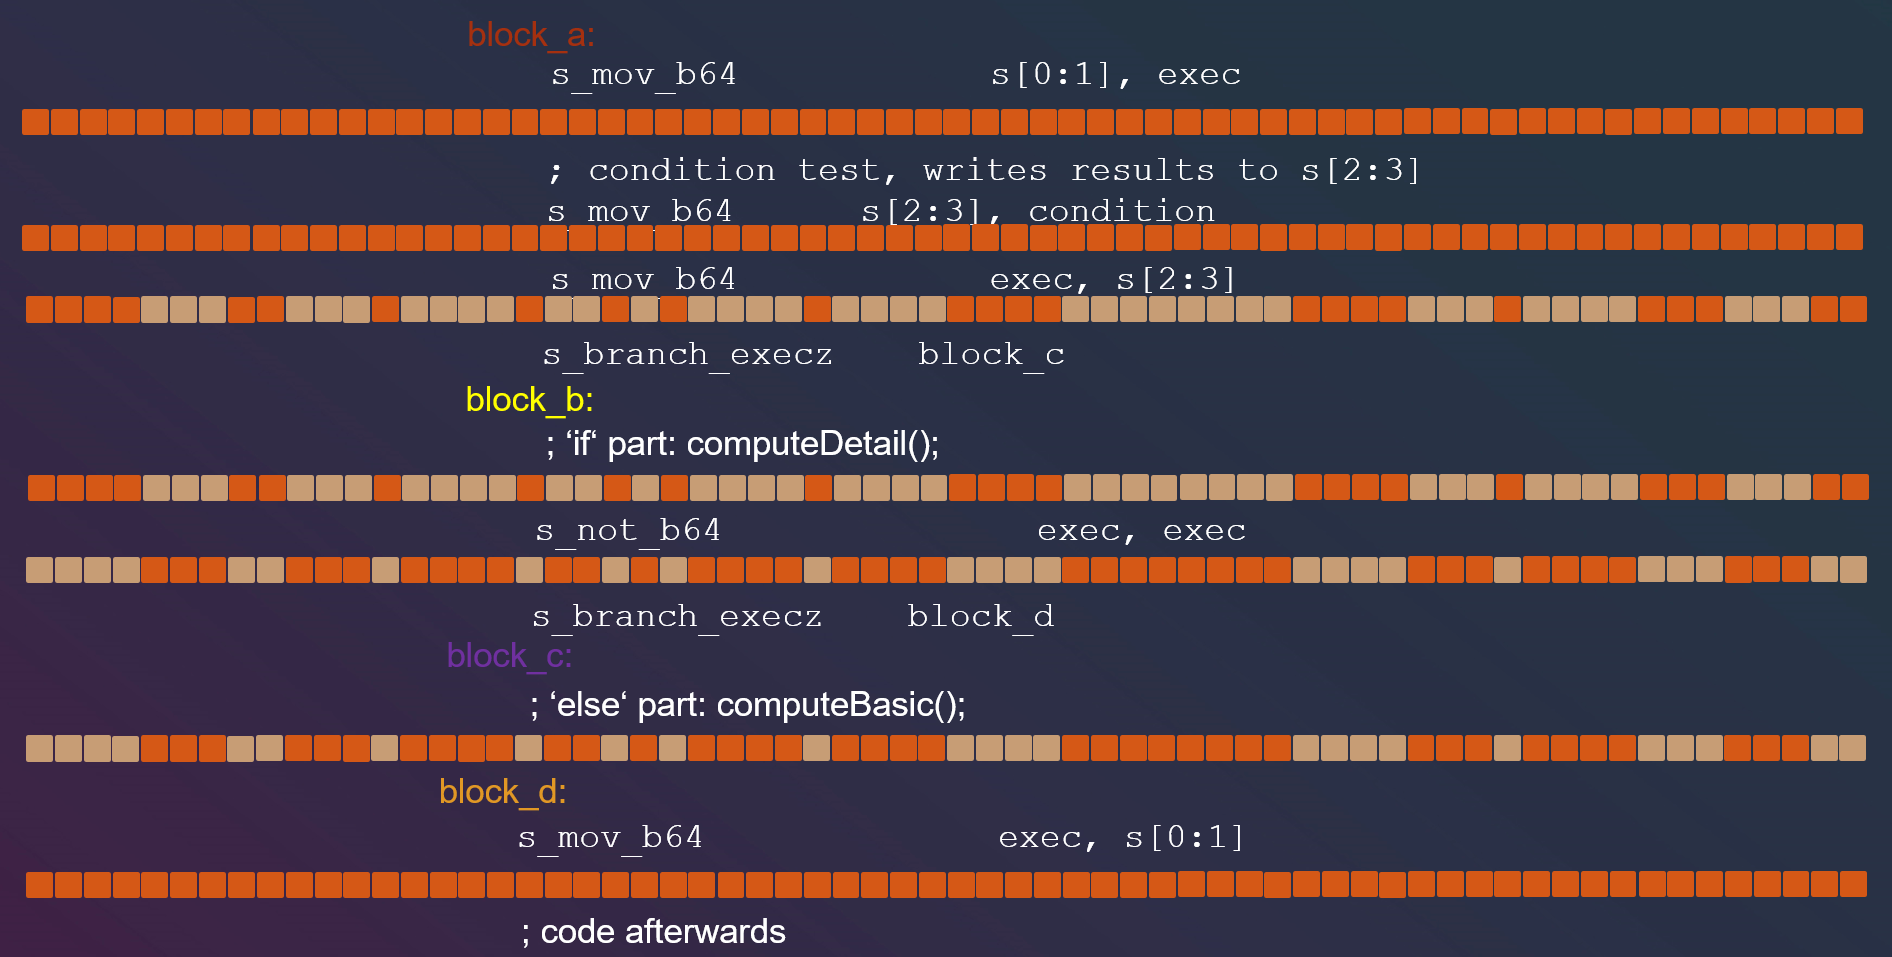 block_a:
s_mov_b64 s[0:1], exec
; condition test, writes results to s[2:3]
s_mov_b64 s[2:3], condition
s_mov_b64 exec, s[2:3]
s_branch_execz block_c
block_b:
; ‘if‘ part: computeDetail();
s_not_b64 exec, exec
s_branch_execz block_d
block_c:
; ‘else‘ part: computeBasic();
block_d:
s_mov_b64 exec, s[0:1]
; code afterwards